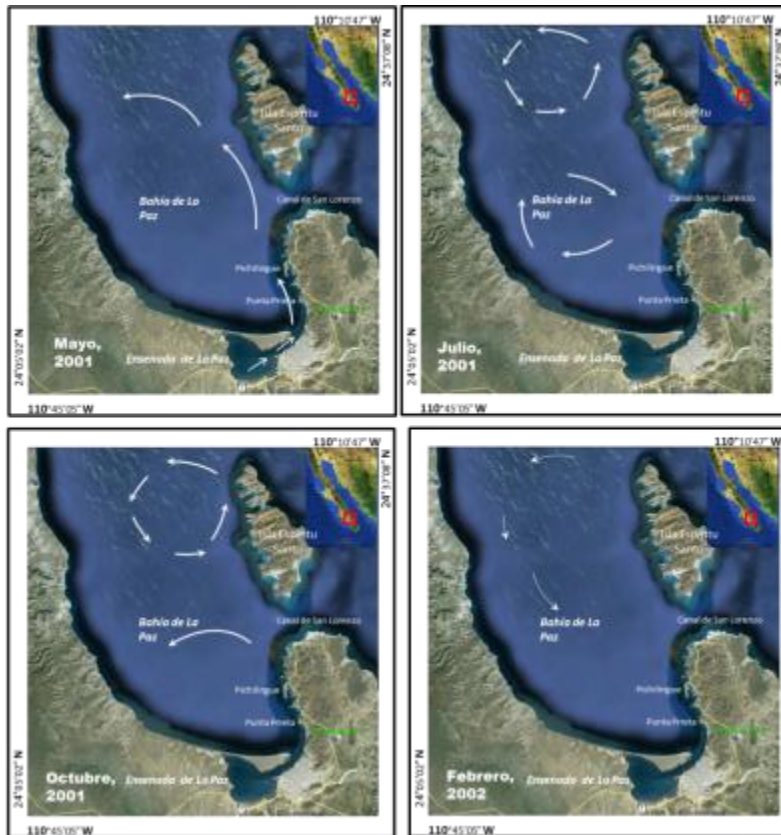 110°10'47" W
24°37'08" N
Isla Espíritu
Santo
Bahía de La
Paz
Canal de San Lorenzo
Pichilingue
Punta Prieta
Mayo,
2001
Ensenada de La Paz
24°05'02" N
110°45'05" W
110°10'47" W
24°37'08" N
Isla Espíritu
Santo
Bahía de La
Paz
Canal de San Lorenzo
Pichilingue
Punta Prieta
Julio,
2001
Ensenada de La Paz
24°05'02" N
110°45'05" W
110°10'47" W
24°37'08" N
Isla Espíritu
Santo
Bahía de La
Paz
Canal de San Lorenzo
Pichilingue
Punta Prieta
Octubre,
2001
Ensenada de La Paz
24°05'02" N
110°45'05" W
110°10'47" W
24°37'08" N
Isla Espíritu
Santo
Bahía de La
Paz
Canal de San Lorenzo
Pichilingue
Punta Prieta
Febrero,
2002
Ensenada de La Paz
24°05'02" N
110°45'05" W